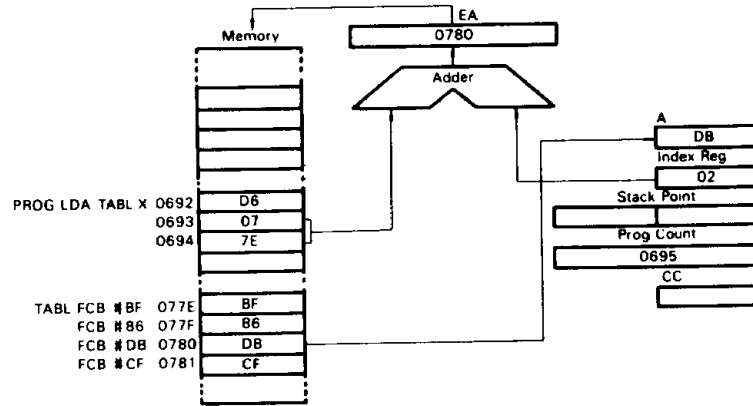 EA
Memory
0780
Adder
A
DB
Index Reg
02
Stack Point
PROG LDA TABL X 0692 D6
0693 07
0694 7E
Prog Count
0695
CC
TABL FCB #BF 077E BF
FCB #86 077F 86
FCB #DB 0780 DB
FCB #CF 0781 CF